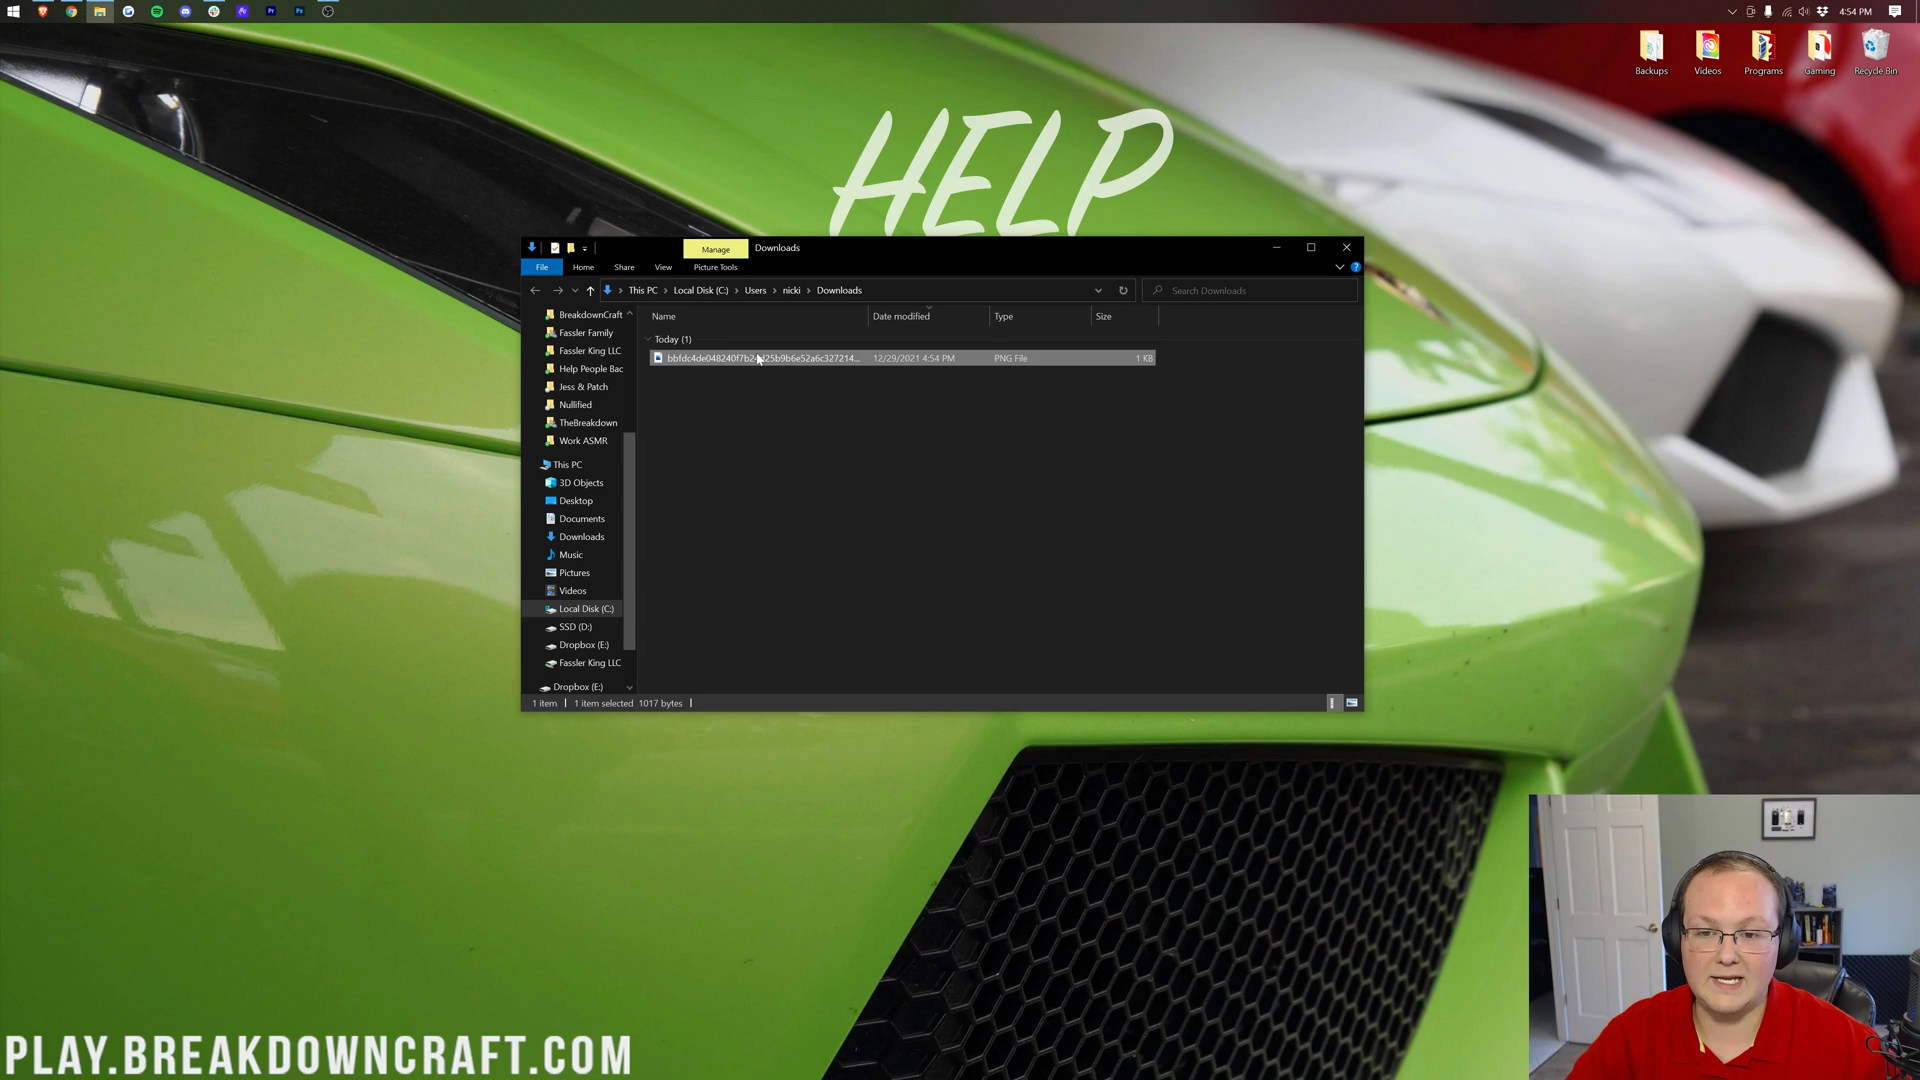 4:54 PM
Backups
Videos
Programs
Gaming
Recycle Bin
HELP
Manage
Downloads
File
Home
Share
View
Picture Tools
This PC
Local Disk (C:)
Users
nicki
Downloads
Search Downloads
Name
Date modified
Type
Size
Today (1)
12/29/2021 4:54 PM
PNG File
1 KB
BreakdownCraft
Fassler Family
Fassler King LLC
Help People Bac
Jess & Patch
Nullified
TheBreakdown
Work ASMR
This PC
3D Objects
Desktop
Documents
Downloads
Music
Pictures
Videos
Local Disk (C:)
SSD (D:)
Dropbox (E:)
Fassler King LLC
Dropbox (E:)
1 item
1 item selected 1017 bytes
PLAY.BREAKDOWNCRAFT.COM